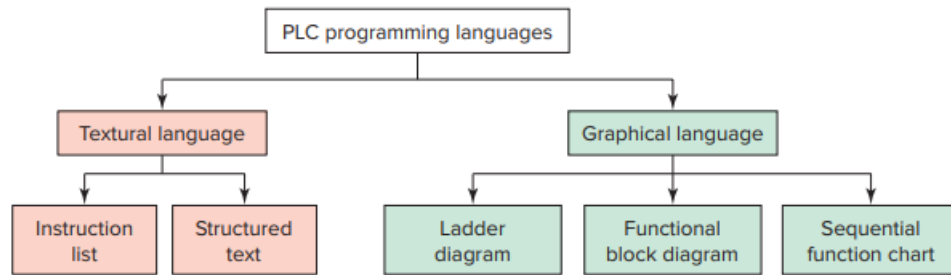 PLC programming languages
Textural language
Graphical language
Instruction
list
Structured
text
Ladder
diagram
Functional
block diagram
Sequential
function chart